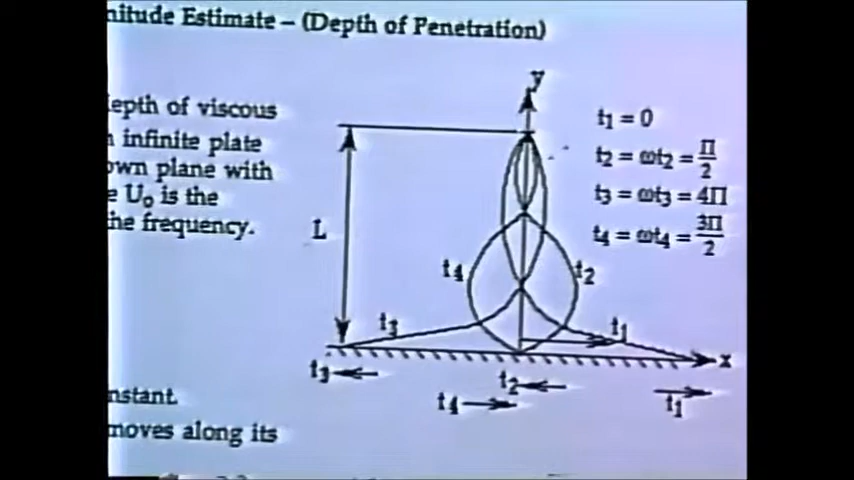 nitude Estimate – (Depth of Penetration)
epth of viscous
infinite plate
own plane with
e U₀ is the
he frequency.
nstant.
moves along its
y
t₁ = 0
t₂ = ωt₂ = Π/2
t₃ = ωt₃ = 4Π
t₄ = ωt₄ = 3Π/2
L
t₄
t₂
t₃
t₁
x
t₃
t₂
t₄
t₁